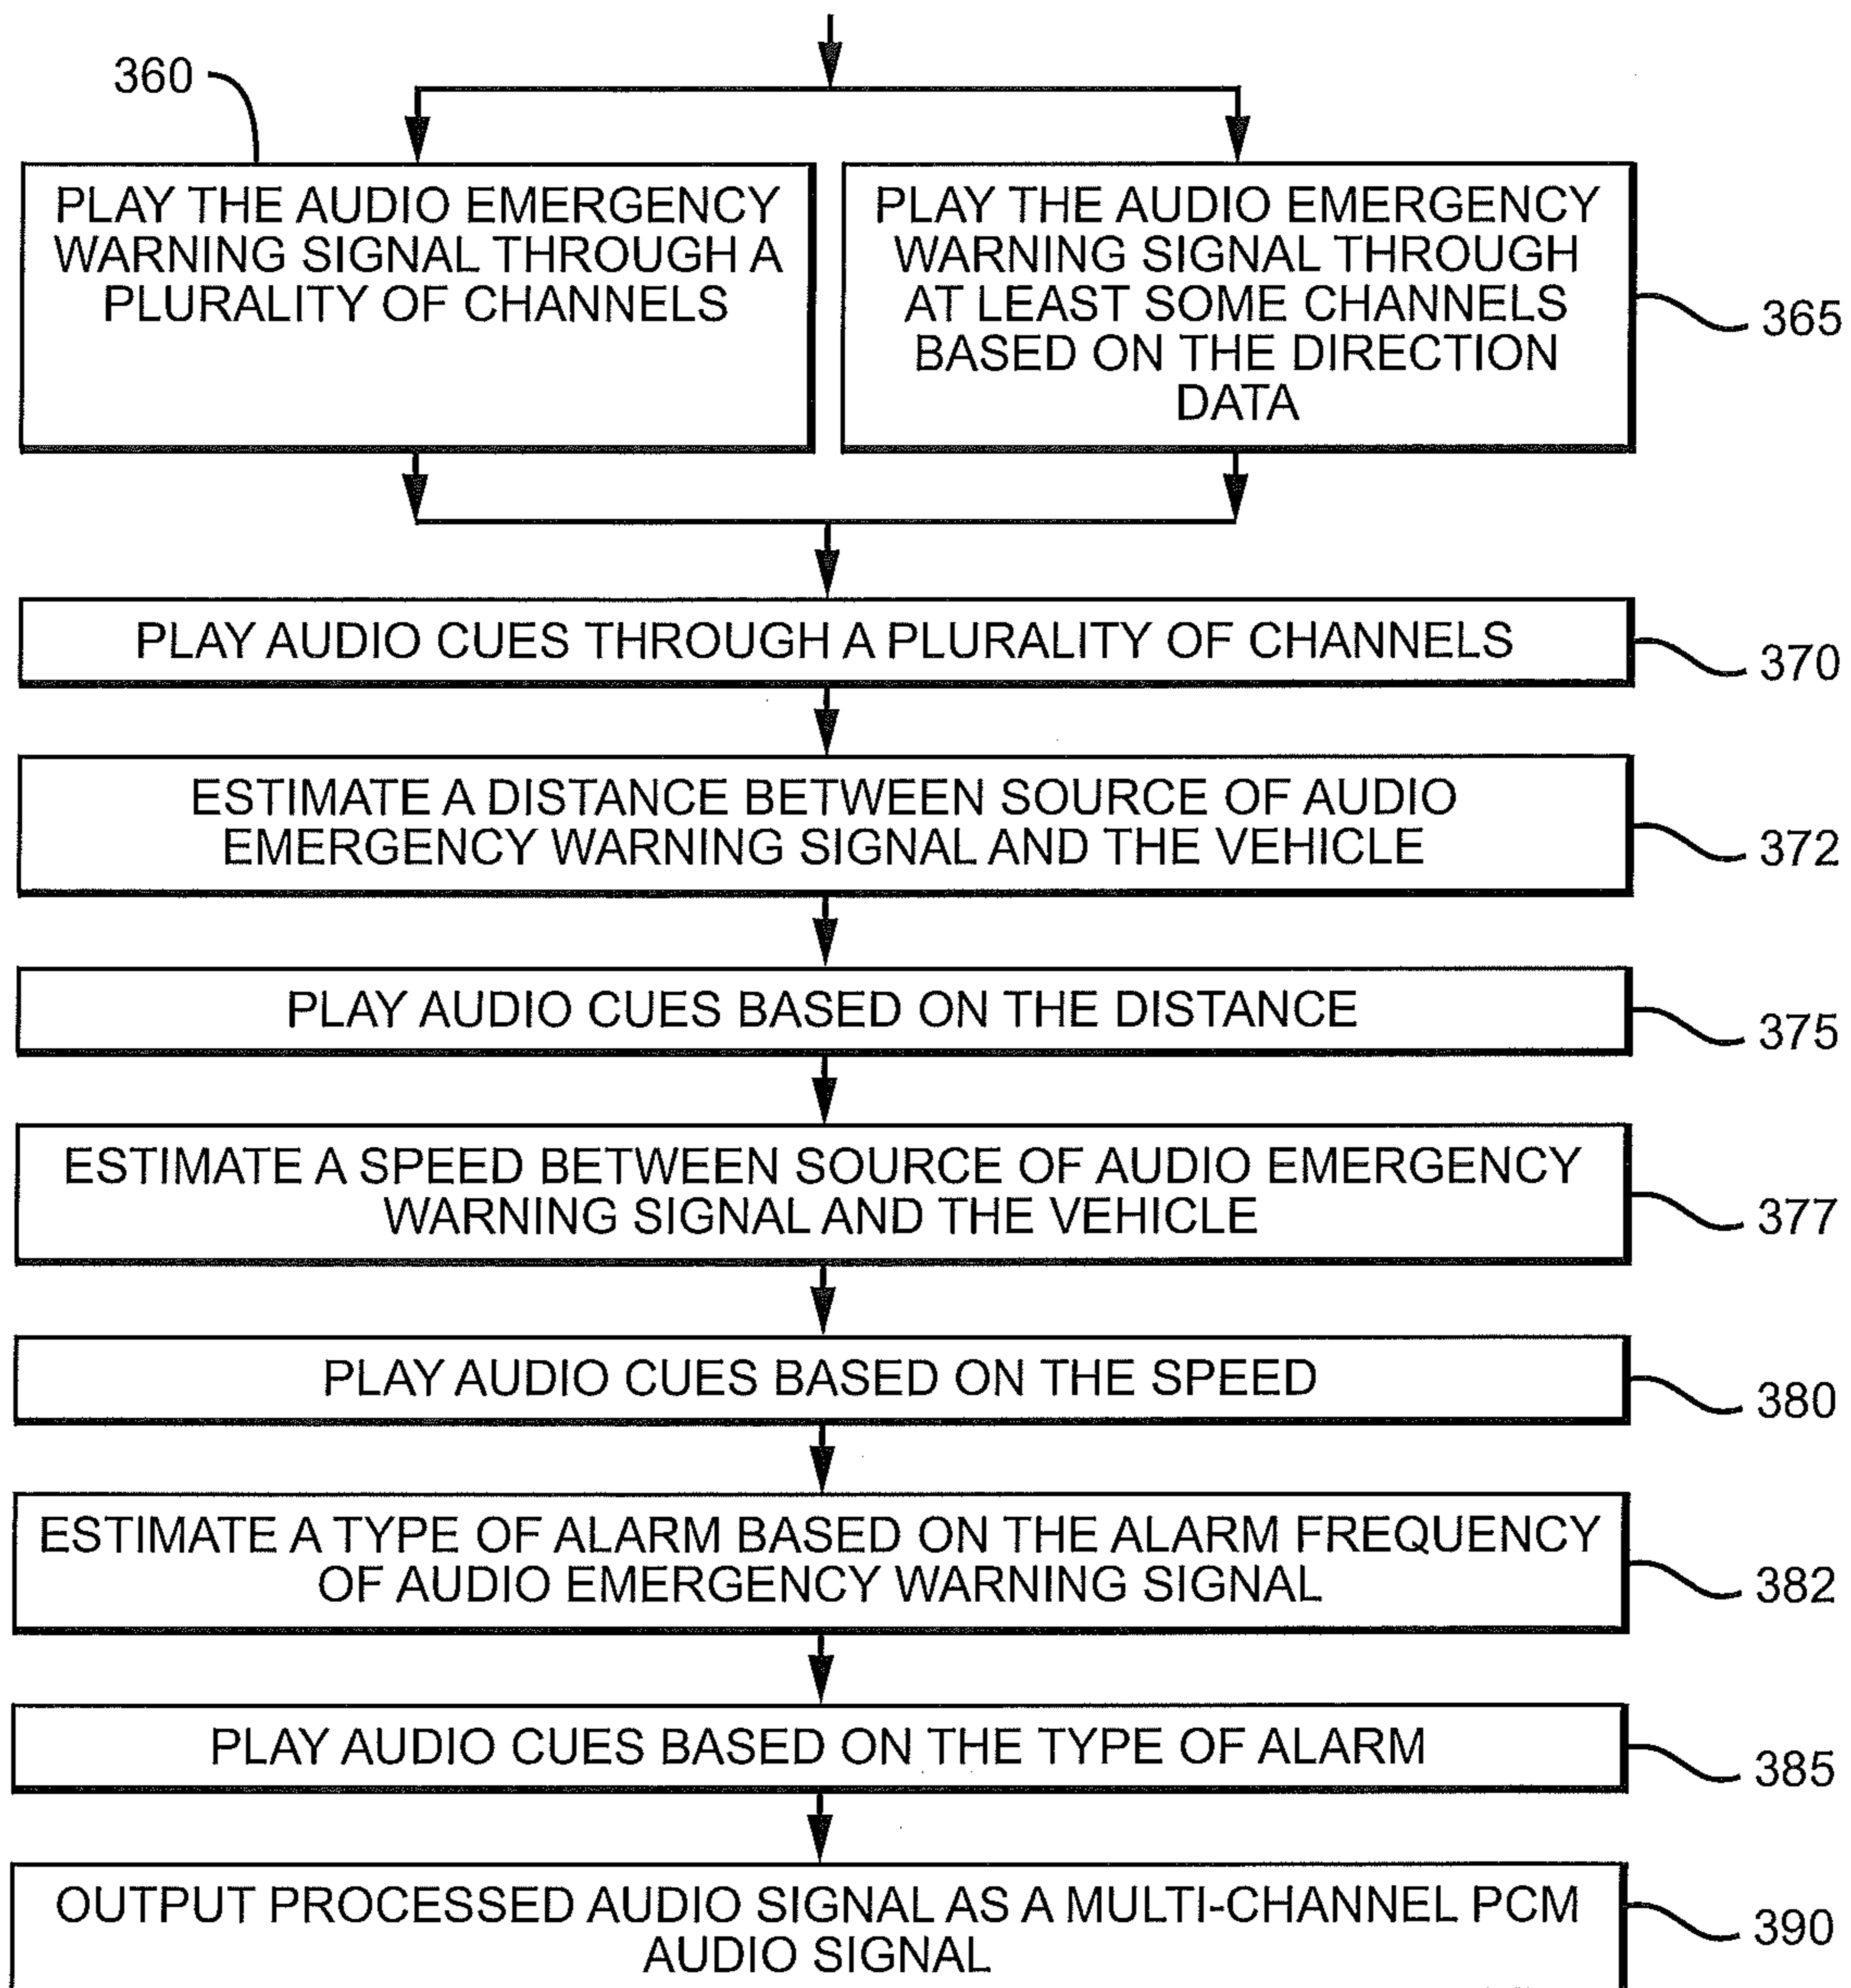 360
PLAY THE AUDIO EMERGENCY
WARNING SIGNAL THROUGH A
PLURALITY OF CHANNELS
PLAY THE AUDIO EMERGENCY
WARNING SIGNAL THROUGH
AT LEAST SOME CHANNELS
BASED ON THE DIRECTION
DATA
365
PLAY AUDIO CUES THROUGH A PLURALITY OF CHANNELS
370
ESTIMATE A DISTANCE BETWEEN SOURCE OF AUDIO
EMERGENCY WARNING SIGNAL AND THE VEHICLE
372
PLAY AUDIO CUES BASED ON THE DISTANCE
375
ESTIMATE A SPEED BETWEEN SOURCE OF AUDIO EMERGENCY
WARNING SIGNAL AND THE VEHICLE
377
PLAY AUDIO CUES BASED ON THE SPEED
380
ESTIMATE A TYPE OF ALARM BASED ON THE ALARM FREQUENCY
OF AUDIO EMERGENCY WARNING SIGNAL
382
PLAY AUDIO CUES BASED ON THE TYPE OF ALARM
385
OUTPUT PROCESSED AUDIO SIGNAL AS A MULTI-CHANNEL PCM
AUDIO SIGNAL
390